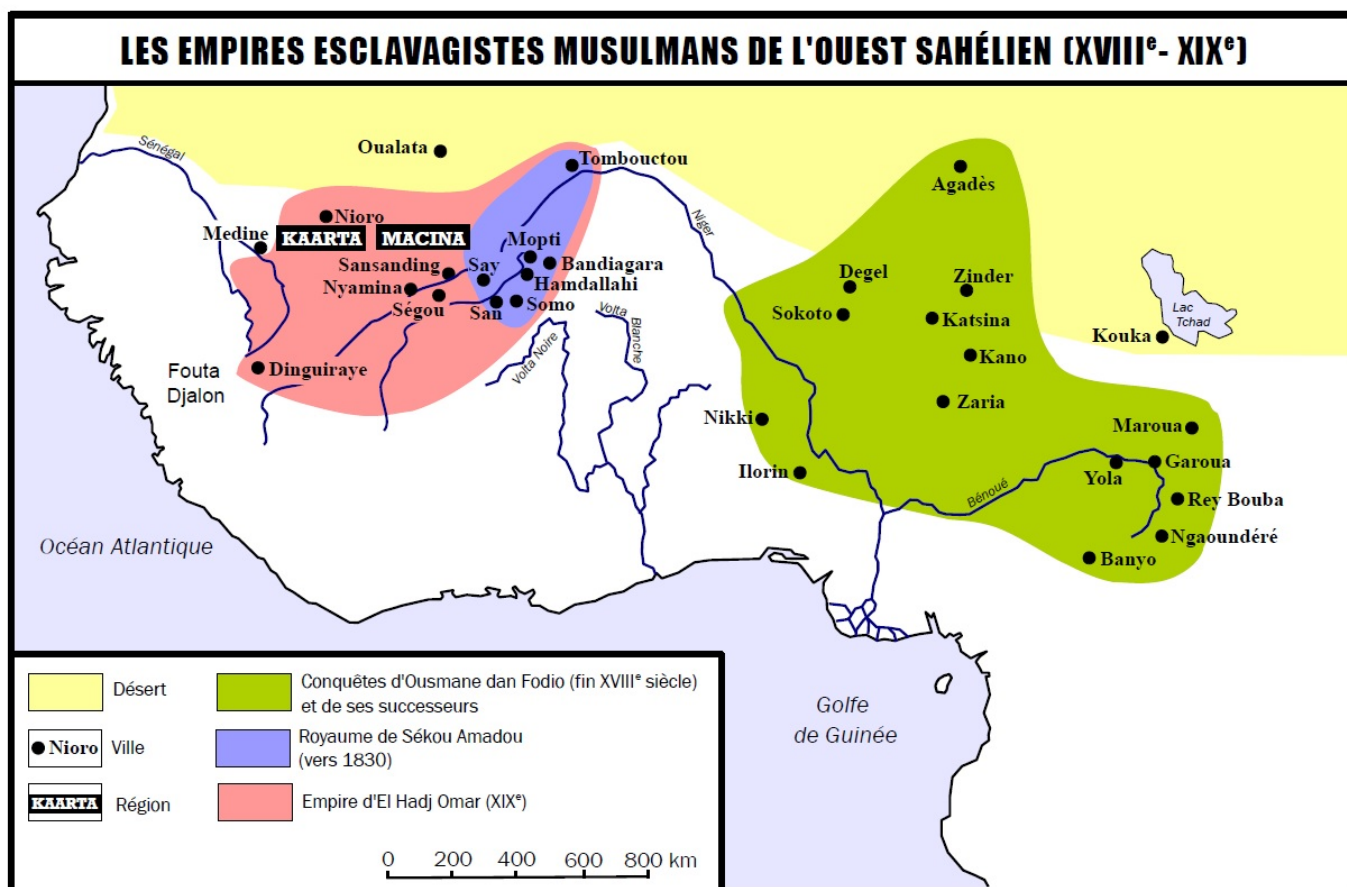 LES EMPIRES ESCLAVAGISTES MUSULMANS DE L'OUEST SAHÉLIEN (XVIIIᵉ- XIXᵉ)
Sénégal
Oualata
Tombouctou
Agadès
Nioro
Niger
Medine
KAARTA
MACINA
Mopti
Sansanding
Say
Bandiagara
Degel
Zinder
Nyamina
Hamdallahi
Lac
Tchad
Ségou
San
Somo
Volta
Blanche
Sokoto
Katsina
Kouka
Volta Noire
Kano
Fouta
Djalon
Dinguiraye
Zaria
Nikki
Maroua
Ilorin
Yola
Garoua
Bénoué
Rey Bouba
Ngaoundéré
Banyo
Océan Atlantique
Golfe
de Guinée
Désert
Conquêtes d'Ousmane dan Fodio (fin XVIIIᵉ siècle)
et de ses successeurs
Nioro
Ville
Royaume de Sékou Amadou
(vers 1830)
KAARTA
Région
Empire d'El Hadj Omar (XIXᵉ)
0 200 400 600 800 km